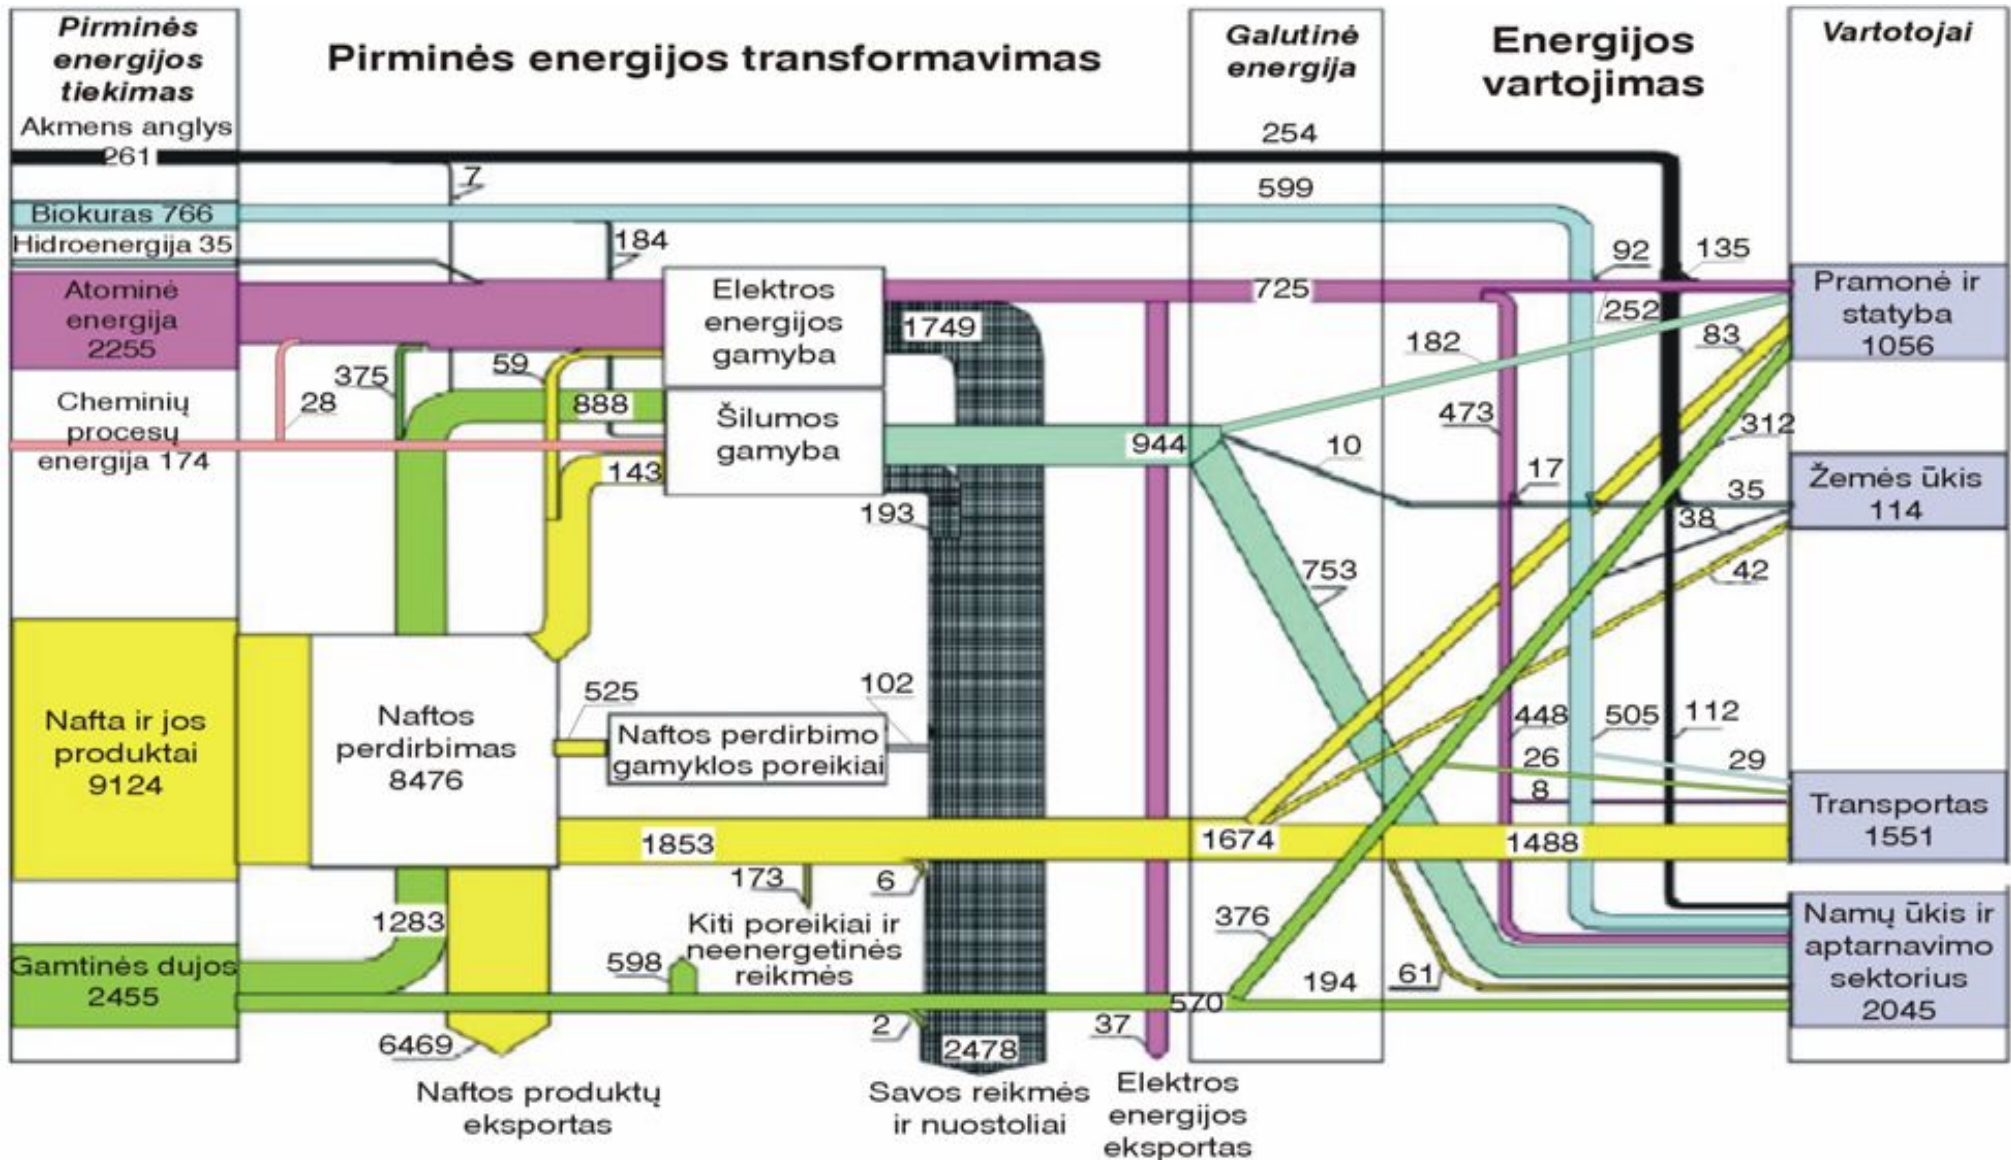 Pirminės
energijos
tiekimas
Pirminės energijos transformavimas
Galutinė
energija
Energijos
vartojimas
Vartotojai
Akmens anglys
261
254
7
Biokuras 766
599
Hidroenergija 35
184
92
135
Atominė
energija
2255
Elektros
energijos
gamyba
725
1749
252
Pramonė ir
statyba
1056
182
83
59
375
28
888
Cheminių
procesų
energija 174
Šilumos
gamyba
143
944
193
473
10
17
312
35
38
42
Žemės ūkis
114
753
525
102
Nafta ir jos
produktai
9124
Naftos
perdirbimas
8476
Naftos perdirbimo
gamyklos poreikiai
448
505
112
26
29
8
Transportas
1551
1853
1674
1488
173
6
Kiti poreikiai ir
neenergetinės
reikmės
1283
598
376
194
61
Gamtinės dujos
2455
570
2
37
2478
6469
Namų ūkis ir
aptarnavimo
sektorius
2045
Naftos produktų
eksportas
Savos reikmės
ir nuostoliai
Elektros
energijos
eksportas